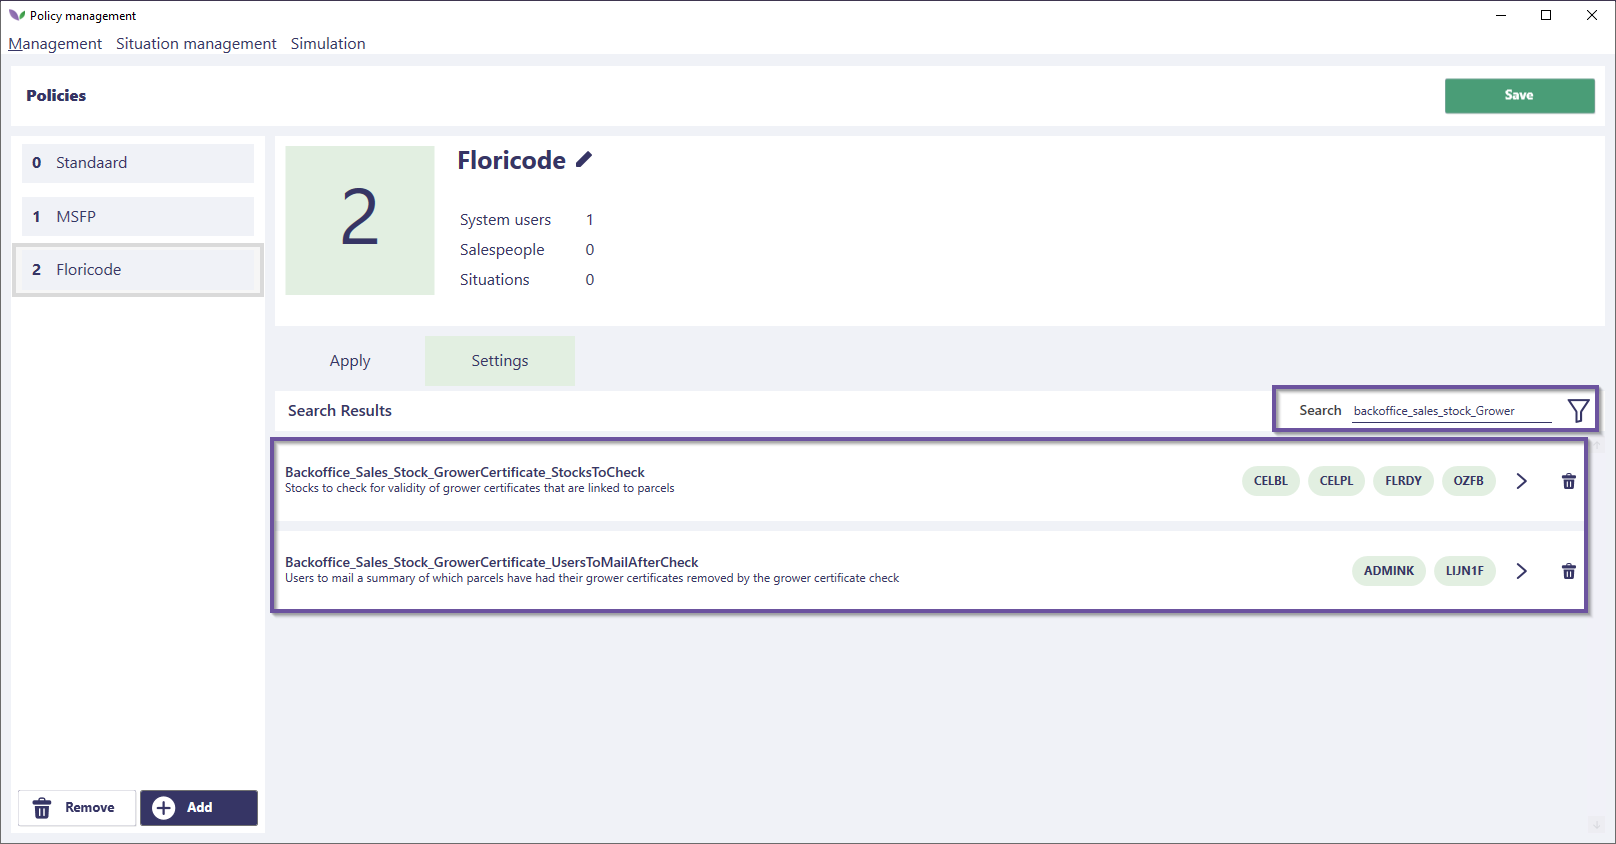 Policy management
Management Situation management Simulation
Policies
Save
0 Standaard
1 MSFP
2 Floricode
Remove
Add
2
Floricode
System users 1
Salespeople 0
Situations 0
Apply
Settings
Search Results
Search backoffice_sales_stock_Grower
Backoffice_Sales_Stock_GrowerCertificate_StocksToCheck
Stocks to check for validity of grower certificates that are linked to parcels
CELBL CELPL FLRDY OZFB
Backoffice_Sales_Stock_GrowerCertificate_UsersToMailAfterCheck
Users to mail a summary of which parcels have had their grower certificates removed by the grower certificate check
ADMINK LIJN1F